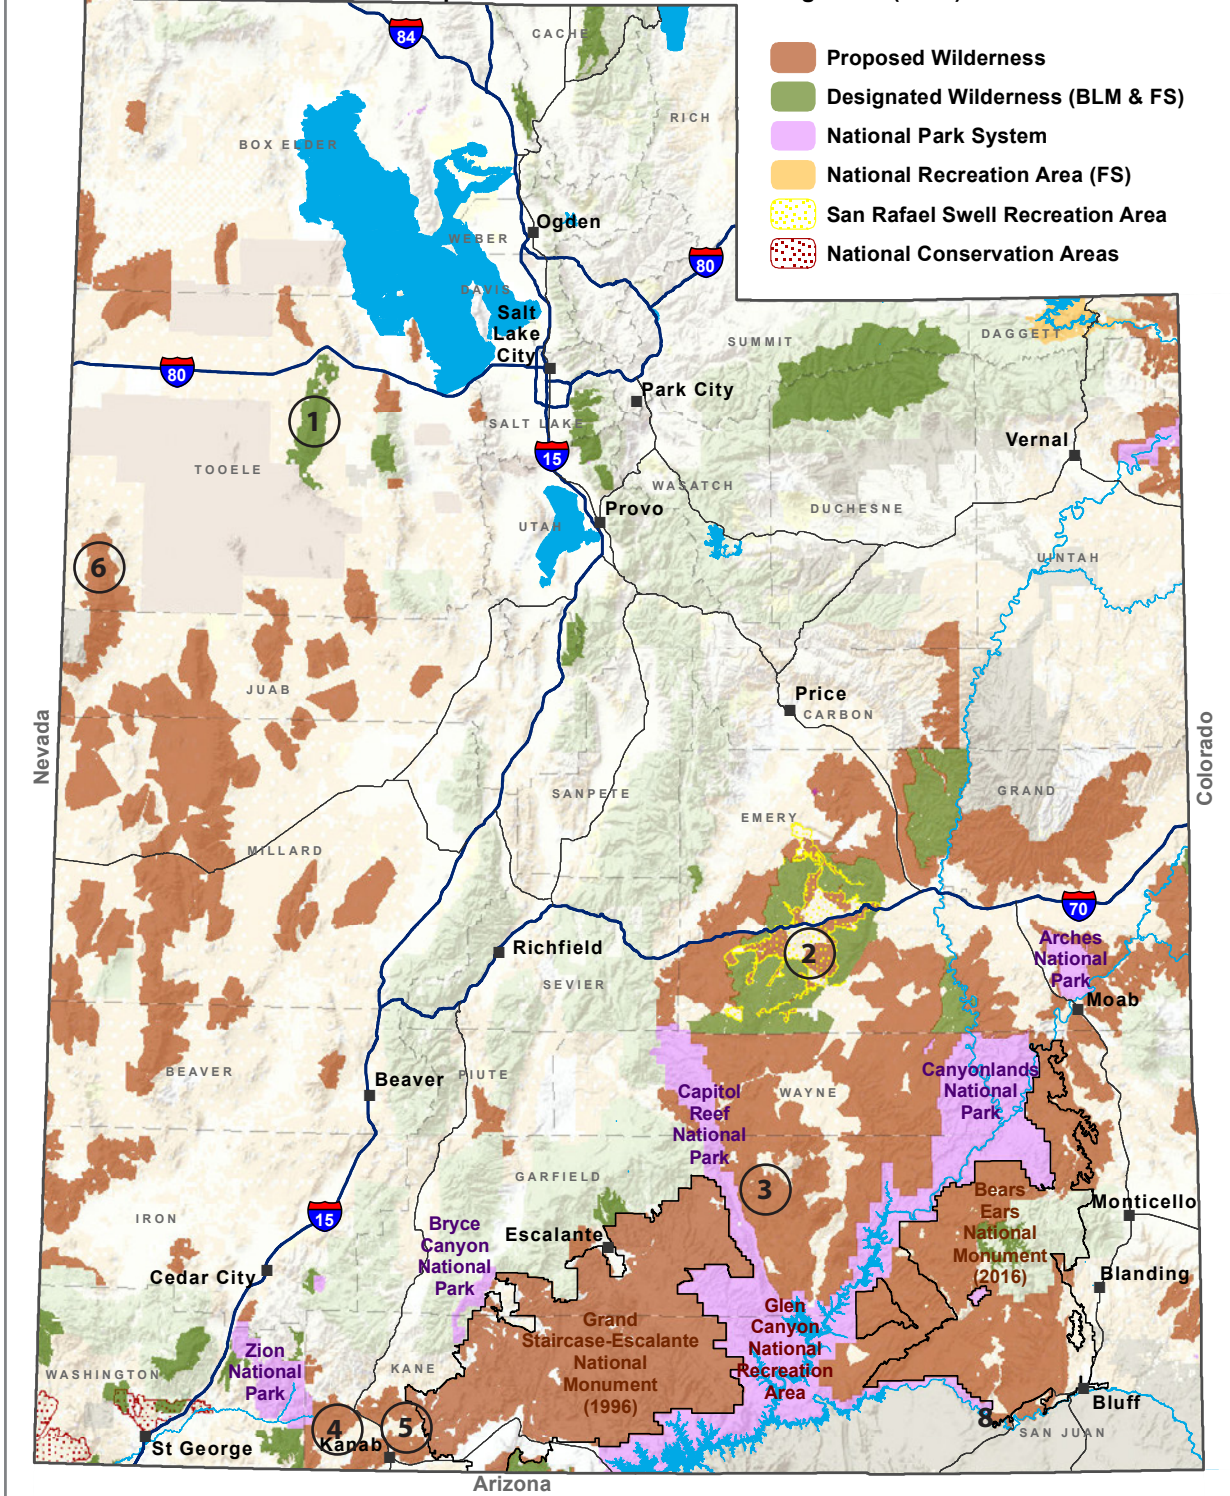 84
CACHE
Proposed Wilderness
Designated Wilderness (BLM & FS)
RICH
National Park System
BOX ELDER
National Recreation Area (FS)
San Rafael Swell Recreation Area
Ogden
WEBER
National Conservation Areas
80
DAVIS
Salt
Lake
City
DAGGETT
SUMMIT
80
Park City
1
SALT LAKE
Vernal
15
TOOELE
WASATCH
Provo
DUCHESNE
UTAH
UINTAH
6
JUAB
Price
CARBON
Nevada
Colorado
SANPETE
GRAND
EMERY
MILLARD
70
Arches
National
Park
Richfield
2
SEVIER
Moab
BEAVER
Beaver
PIUTE
Canyonlands
National
Park
Capitol
Reef
National
Park
WAYNE
GARFIELD
3
Bears
Ears
National
Monument
(2016)
Monticello
IRON
15
Bryce
Canyon
National
Park
Escalante
Cedar City
Blanding
Grand
Staircase-Escalante
National
Monument
(1996)
Glen
Canyon
National
Recreation
Area
Zion
National
Park
WASHINGTON
KANE
Bluff
8
SAN JUAN
4
5
Kanab
St George
Arizona